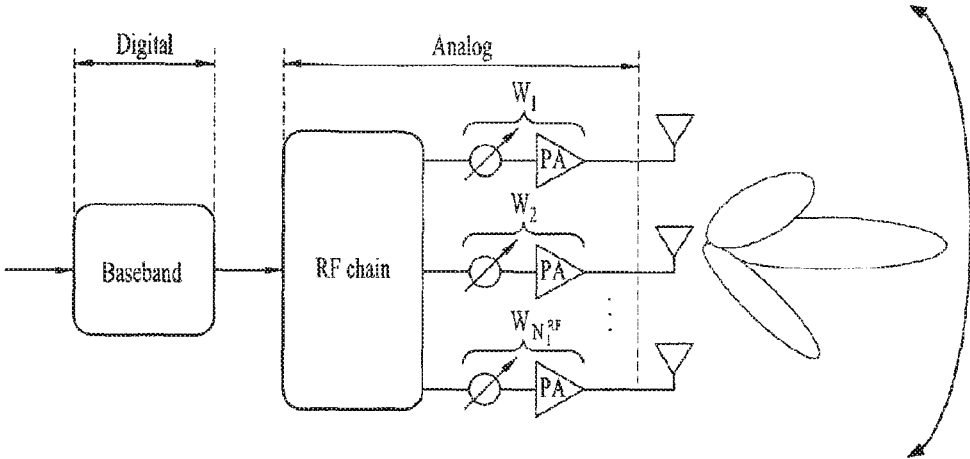 Digital
Analog
W1
PA
W2
Baseband
RF chain
PA
WN1RF
PA